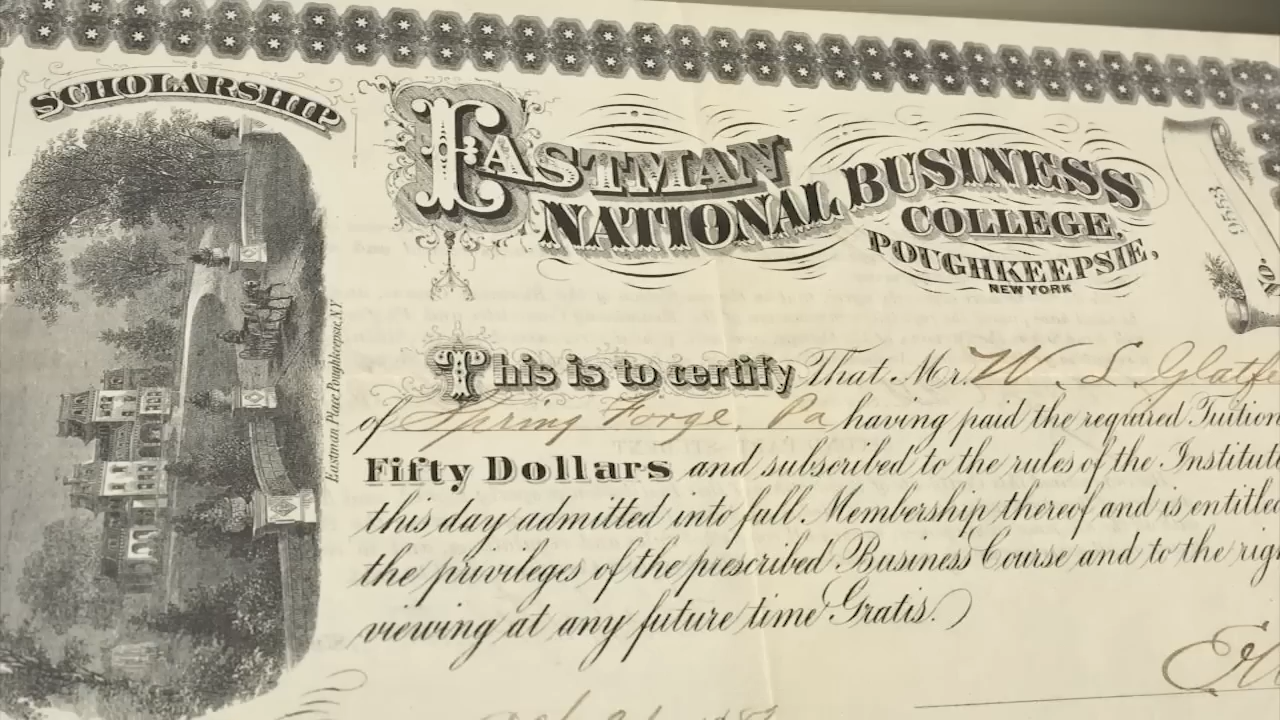 SCHOLARSHIP
EASTMAN
NATIONAL BUSINESS
COLLEGE,
POUGHKEEPSIE,
NEW YORK
No.
Eastman Place Poughkeepsie, N.Y.
This is to certify That Mr. W. L. Glatfe
of Spring Forge, Pa having paid the required Tuition
Fifty Dollars and subscribed to the rules of the Institut
this day admitted into full Membership thereof and is entitled
the privileges of the prescribed Business Course and to the rig
viewing at any future time Gratis.